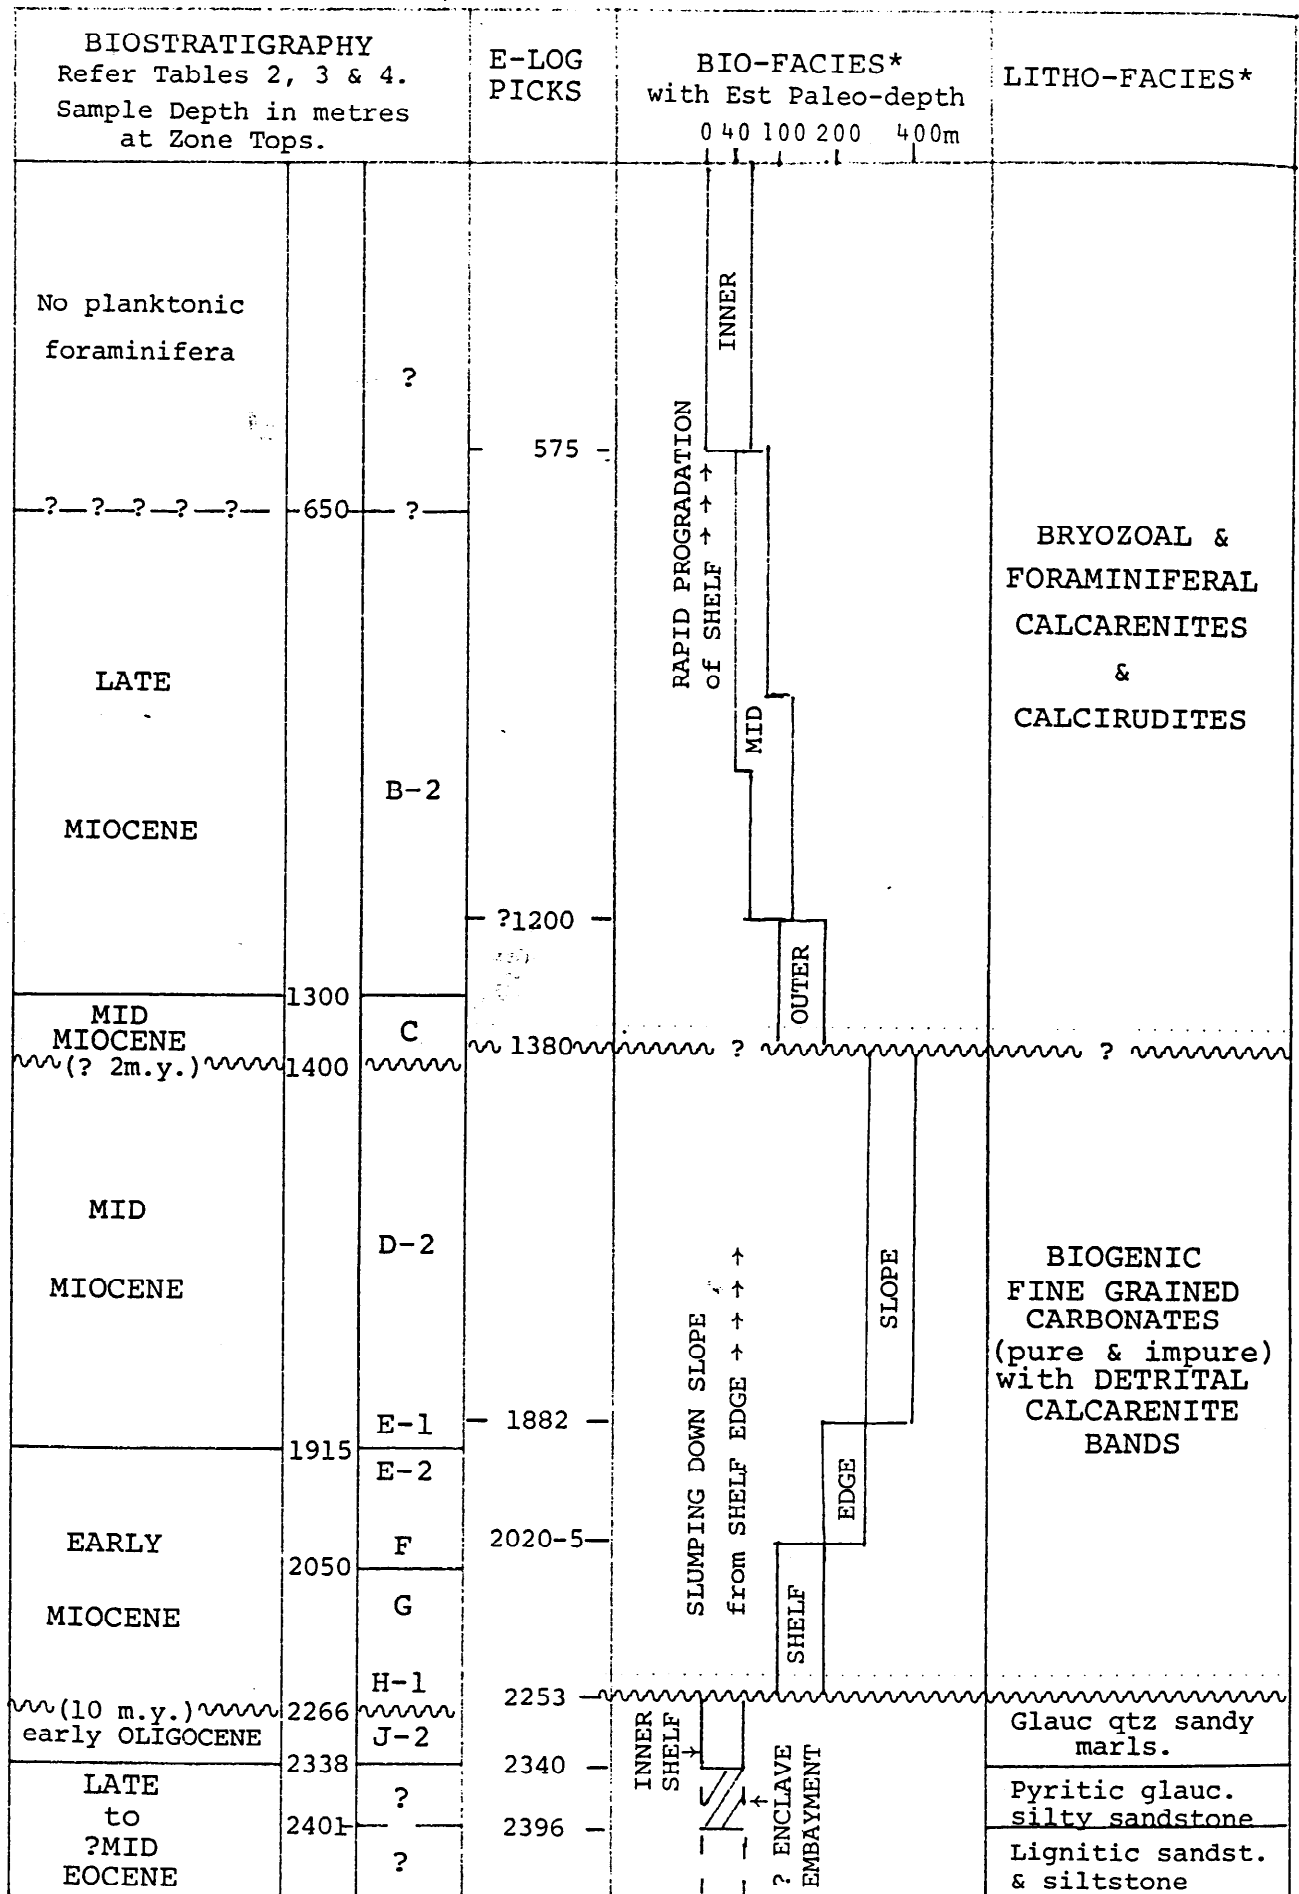 BIOSTRATIGRAPHY
Refer Tables 2, 3 & 4.
Sample Depth in metres
at Zone Tops.
E-LOG
PICKS
BIO-FACIES*
with Est Paleo-depth
0 40 100 200 400m
LITHO-FACIES*
No planktonic
foraminifera
?
INNER
575
RAPID PROGRADATION
of SHELF
—?—?—?—?—?— 650 — ? —
BRYOZOAL &
FORAMINIFERAL
CALCARENITES
&
CALCIRUDITES
LATE
MIOCENE
B-2
MID
?1200
OUTER
1300
MID
MIOCENE
C
1380 ? ?
(? 2m.y.) 1400
MID
MIOCENE
D-2
SLOPE
SLUMPING DOWN SLOPE
from SHELF EDGE
BIOGENIC
FINE GRAINED
CARBONATES
(pure & impure)
with DETRITAL
CALCARENITE
BANDS
E-1
1882
1915
E-2
EDGE
EARLY
MIOCENE
F
2020-5
2050
G
SHELF
H-1
2253
(10 m.y.) 2266
early OLIGOCENE
J-2
INNER
SHELF
Glauc qtz sandy
marls.
2338
2340
LATE
to
?MID
EOCENE
?
2401
2396
?
? ENCLAVE
EMBAYMENT
Pyritic glauc.
silty sandstone
Lignitic sandst.
& siltstone